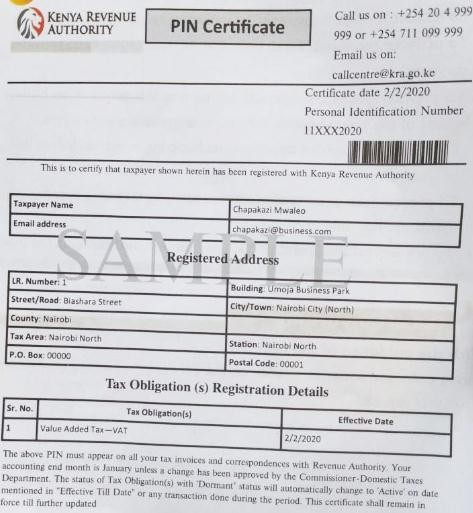 KENYA REVENUE
AUTHORITY
PIN Certificate
Call us on : +254 20 4 999
999 or +254 711 099 999
Email us on:
callcentre@kra.go.ke
Certificate date 2/2/2020
Personal Identification Number
11XXX2020
This is to certify that taxpayer shown herein has been registered with Kenya Revenue Authority
Taxpayer Name Chapakazi Mwaleo
Email address chapakazi@business.com
SAMPLE
Registered Address
LR. Number: 1 Building: Umoja Business Park
Street/Road: Biashara Street City/Town: Nairobi City (North)
County: Nairobi
Tax Area: Nairobi North Station: Nairobi North
P.O. Box: 00000 Postal Code: 00001
Tax Obligation (s) Registration Details
Sr. No. Tax Obligation(s) Effective Date
1 Value Added Tax—VAT 2/2/2020
The above PIN must appear on all your tax invoices and correspondences with Revenue Authority. Your
accounting end month is January unless a change has been approved by the Commissioner-Domestic Taxes
Department. The status of Tax Obligation(s) with 'Dormant' status will automatically change to 'Active' on date
mentioned in "Effective Till Date" or any transaction done during the period. This certificate shall remain in
force till further updated